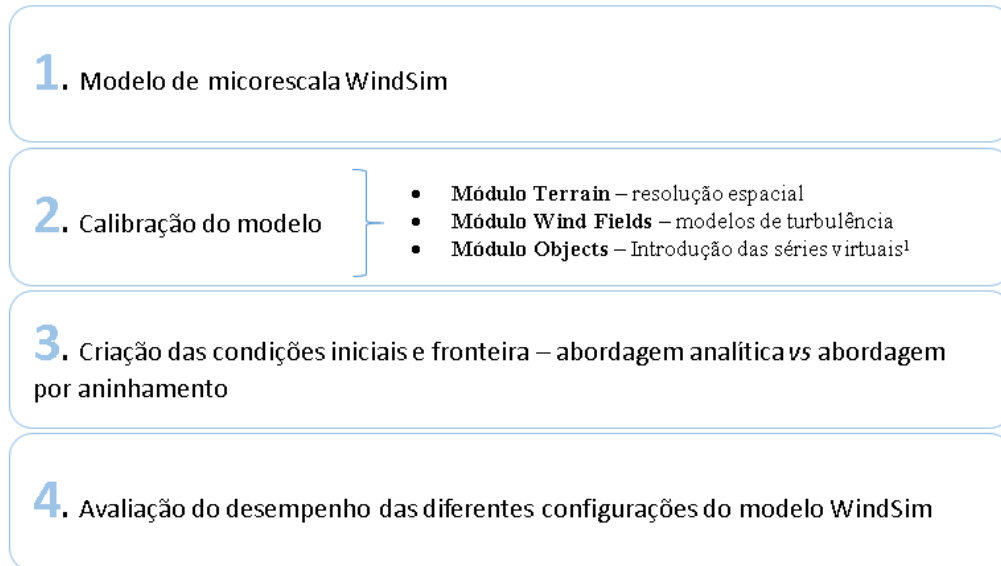 1. Modelo de micorescala WindSim
2. Calibração do modelo
• Módulo Terrain – resolução espacial
• Módulo Wind Fields – modelos de turbulência
• Módulo Objects – Introdução das séries virtuais¹
3. Criação das condições iniciais e fronteira – abordagem analítica vs abordagem
por aninhamento
4. Avaliação do desempenho das diferentes configurações do modelo WindSim